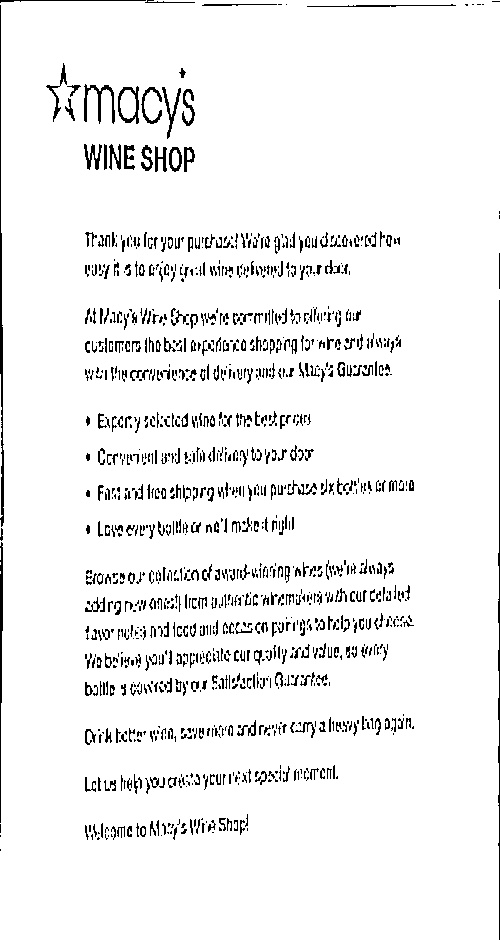 macy's
WINE SHOP
Thank you for your purchase! We're glad you discovered how
easy it is to enjoy great wine delivered to your door.
At Macy's Wine Shop we're committed to offering our
customers the best experience shopping for wine and always
with the convenience of delivery and our Macy's Guarantee.
• Expertly selected wine for the best prices
• Convenient and safe delivery to your door
• Fast and free shipping when you purchase six bottles or more
• Love every bottle or we'll make it right
Browse our collection of award-winning wines (we're always
adding new ones!) from authentic winemakers with our detailed
flavor notes and food and occasion pairings to help you choose.
We believe you'll appreciate our quality and value, so every
bottle is covered by our Satisfaction Guarantee.
Drink better wine, save more and never carry a heavy bag again.
Let us help you create your next special moment.
Welcome to Macy's Wine Shop!